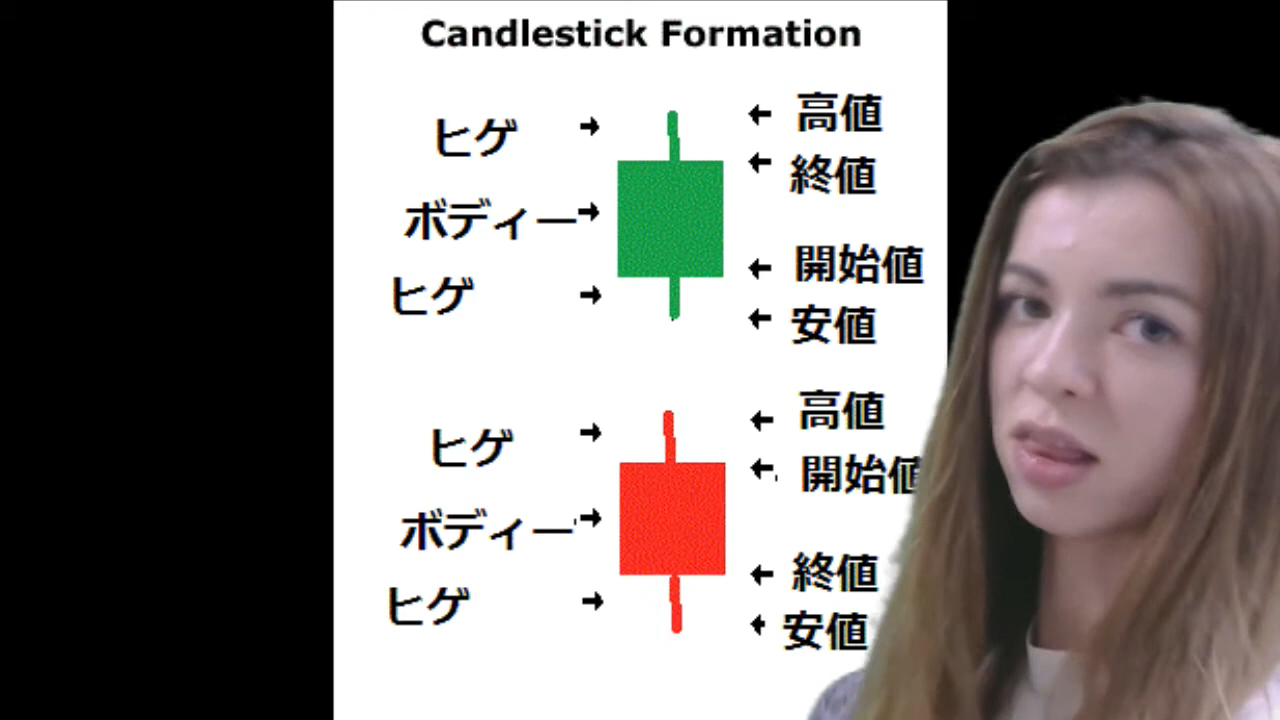 Candlestick Formation
ヒゲ
高値
終値
ボディー
開始値
ヒゲ
安値
ヒゲ
高値
開始値
ボディー
終値
ヒゲ
安値